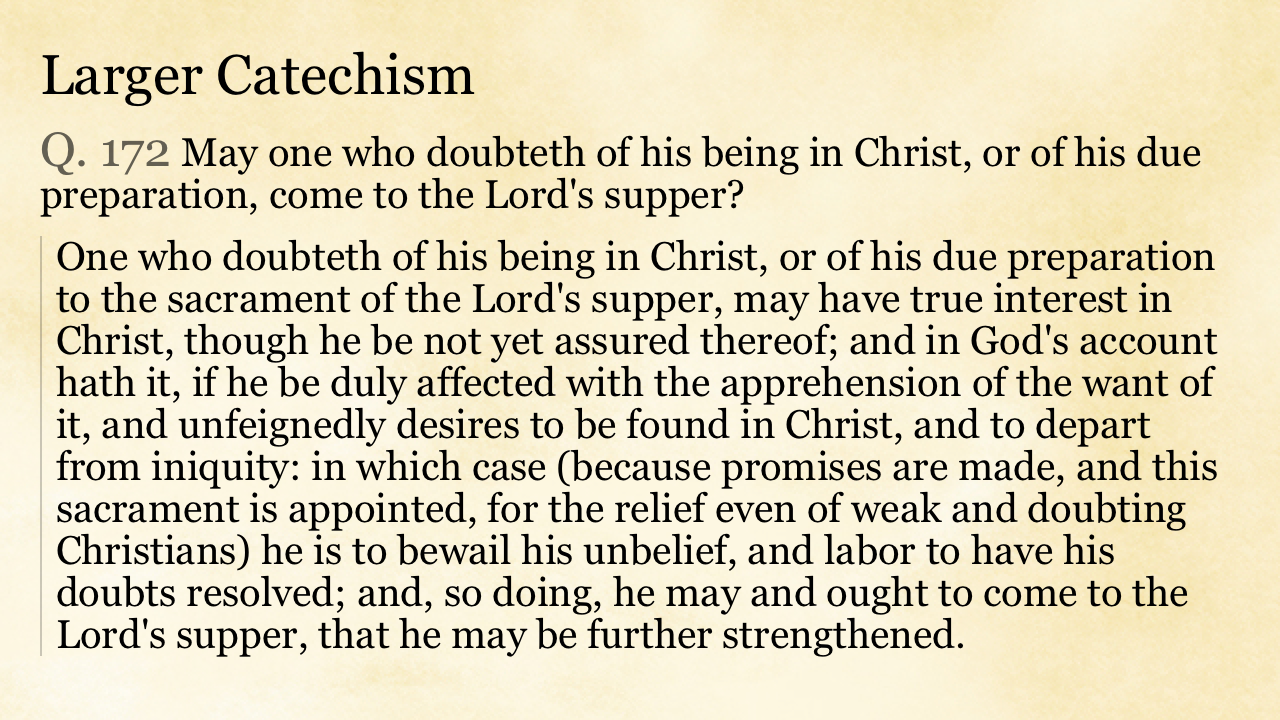 Larger Catechism
Q. 172 May one who doubteth of his being in Christ, or of his due
preparation, come to the Lord's supper?
One who doubteth of his being in Christ, or of his due preparation
to the sacrament of the Lord's supper, may have true interest in
Christ, though he be not yet assured thereof; and in God's account
hath it, if he be duly affected with the apprehension of the want of
it, and unfeignedly desires to be found in Christ, and to depart
from iniquity: in which case (because promises are made, and this
sacrament is appointed, for the relief even of weak and doubting
Christians) he is to bewail his unbelief, and labor to have his
doubts resolved; and, so doing, he may and ought to come to the
Lord's supper, that he may be further strengthened.